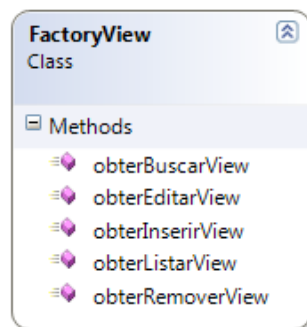 FactoryView
Class
Methods
obterBuscarView
obterEditarView
obterInserirView
obterListarView
obterRemoverView